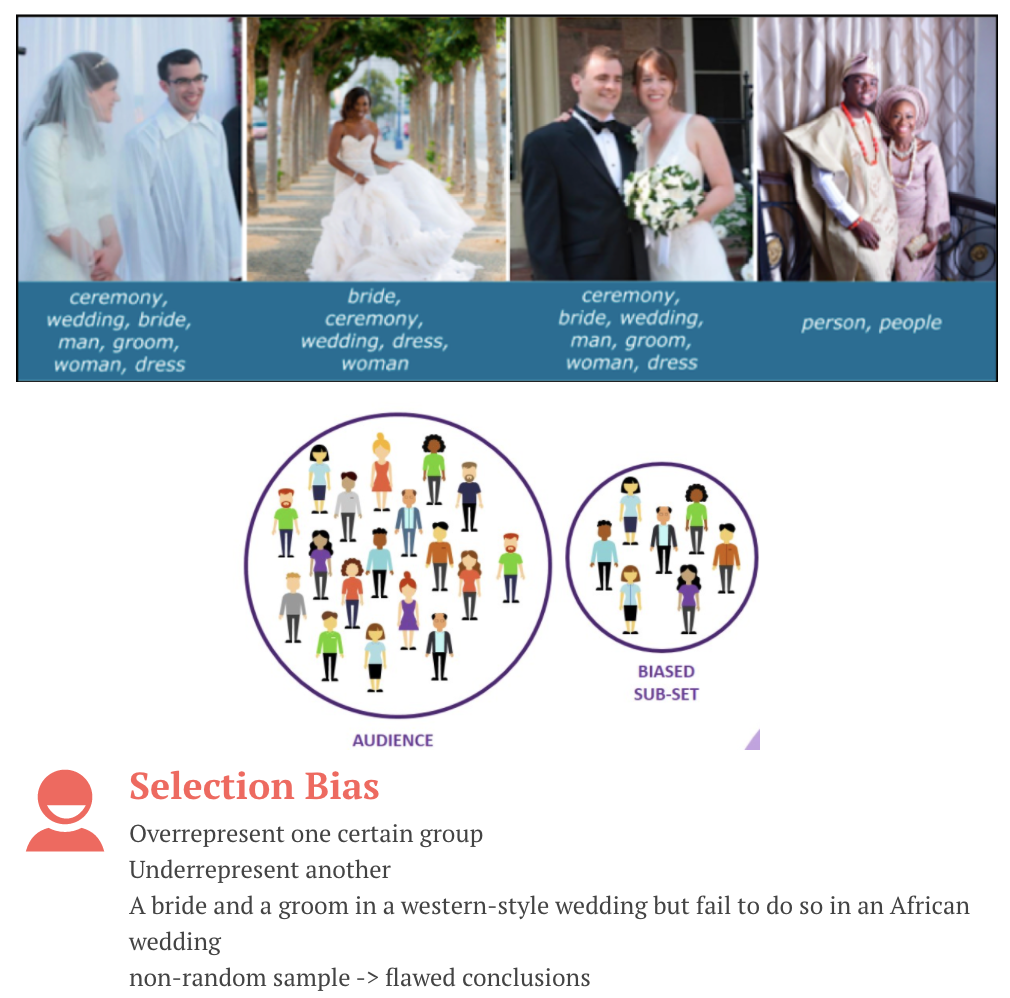 ceremony,
wedding, bride,
man, groom,
woman, dress
bride,
ceremony,
wedding, dress,
woman
ceremony,
bride, wedding,
man, groom,
woman, dress
person, people
AUDIENCE
BIASED
SUB-SET
Selection Bias
Overrepresent one certain group
Underrepresent another
A bride and a groom in a western-style wedding but fail to do so in an African
wedding
non-random sample -> flawed conclusions